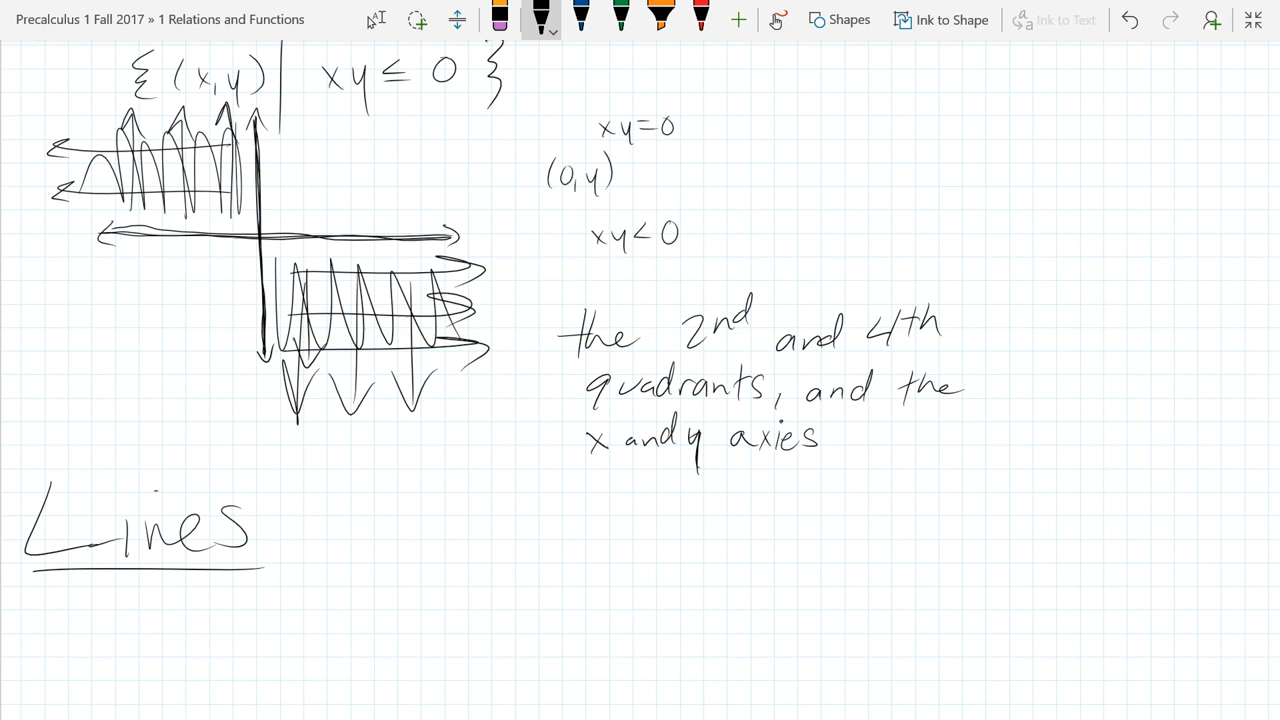 Precalculus 1 Fall 2017 » 1 Relations and Functions
Shapes
Ink to Shape
Ink to Text
{ (x,y) | xy ≤ 0 }
xy=0
(0,y)
xy<0
the 2nd and 4th
quadrants, and the
x and y axies
Lines